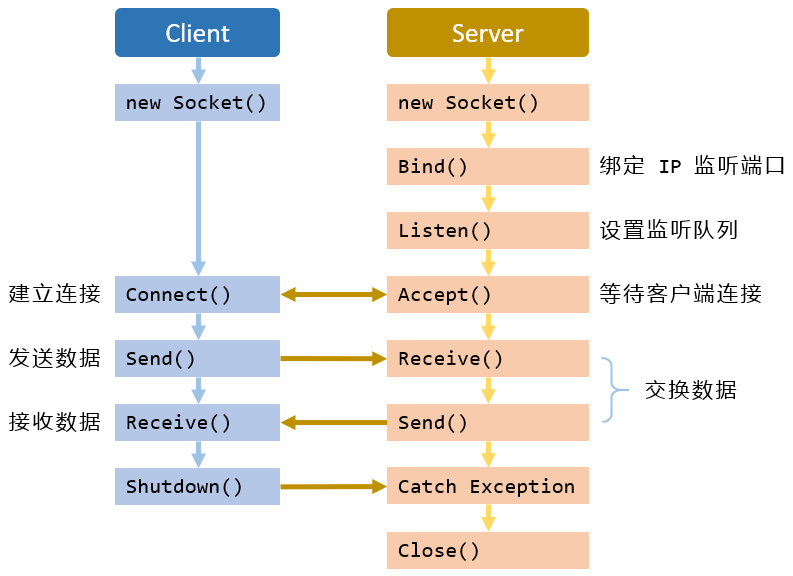 Client
Server
new Socket()
new Socket()
Bind()
绑定 IP 监听端口
Listen()
设置监听队列
建立连接
Connect()
Accept()
等待客户端连接
发送数据
Send()
Receive()
交换数据
接收数据
Receive()
Send()
Shutdown()
Catch Exception
Close()